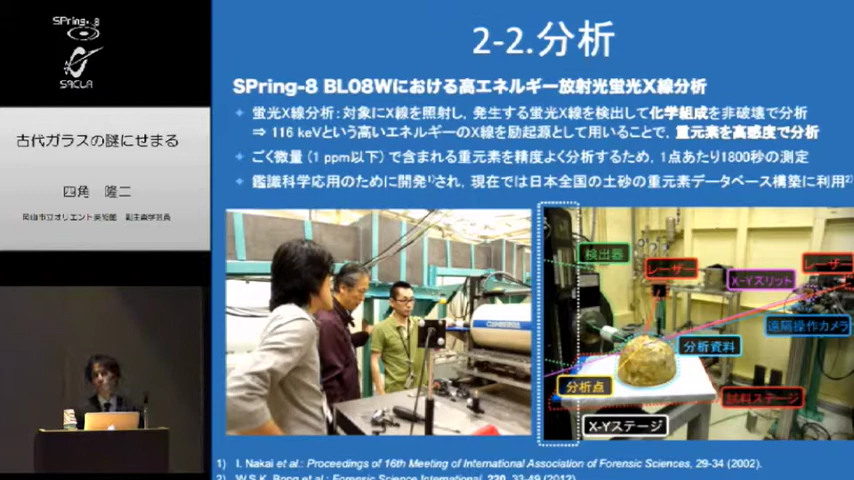 SPring-8
SACLA
古代ガラスの謎にせまる
四角 隆二
岡山市立オリエント美術館 副主査学芸員
2-2.分析
SPring-8 BL08Wにおける高エネルギー放射光蛍光X線分析
蛍光X線分析：対象にX線を照射し，発生する蛍光X線を検出して化学組成を非破壊で分析
⇒ 116 keVという高いエネルギーのX線を励起源として用いることで，重元素を高感度で分析
ごく微量（1 ppm以下）で含まれる重元素を精度よく分析するため，1点あたり1800秒の測定
鑑識科学応用のために開発1)され，現在では日本全国の土砂の重元素データベース構築に利用2)
検出器
レーザー
X-Yスリット
レーザー
遠隔操作カメラ
分析資料
分析点
試料ステージ
X-Yステージ
1) I. Nakai et al.: Proceedings of 16th Meeting of International Association of Forensic Sciences, 29-34 (2002).
2) W.S.K. Bong et al.: Forensic Science International, 220, 33-49 (2012).